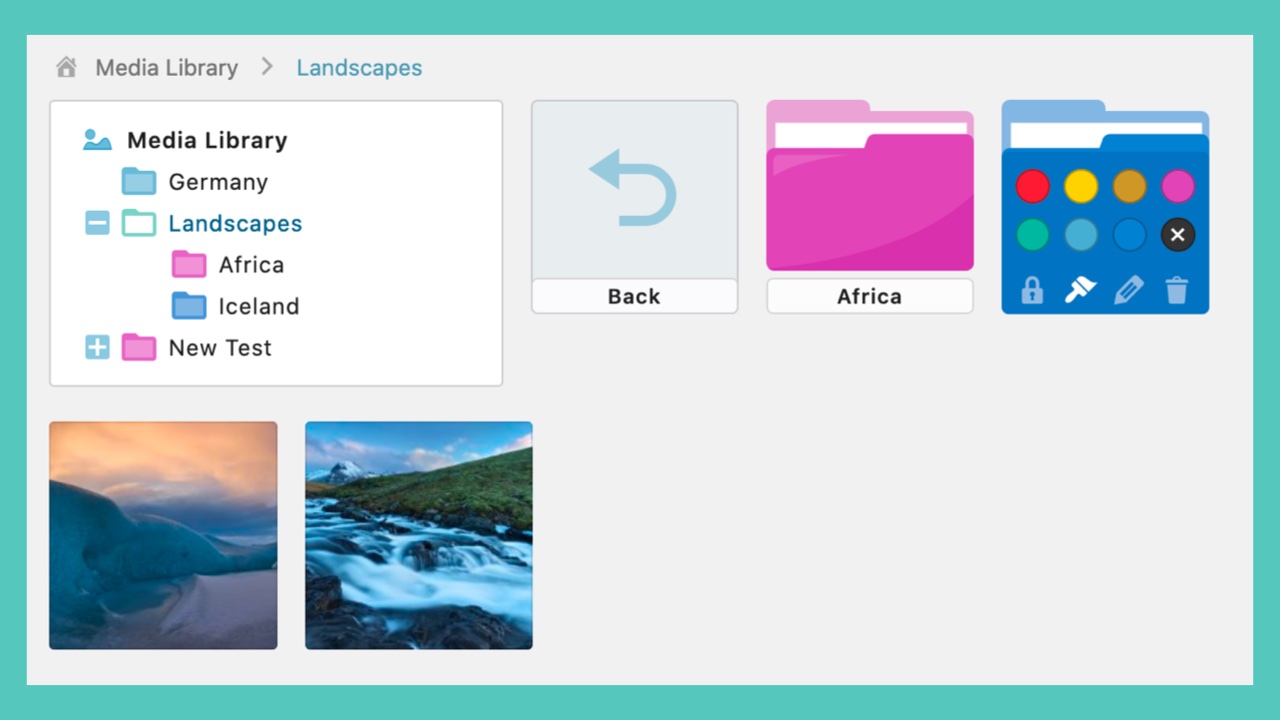 Media Library > Landscapes
Media Library
Germany
Landscapes
Africa
Iceland
New Test
Back
Africa